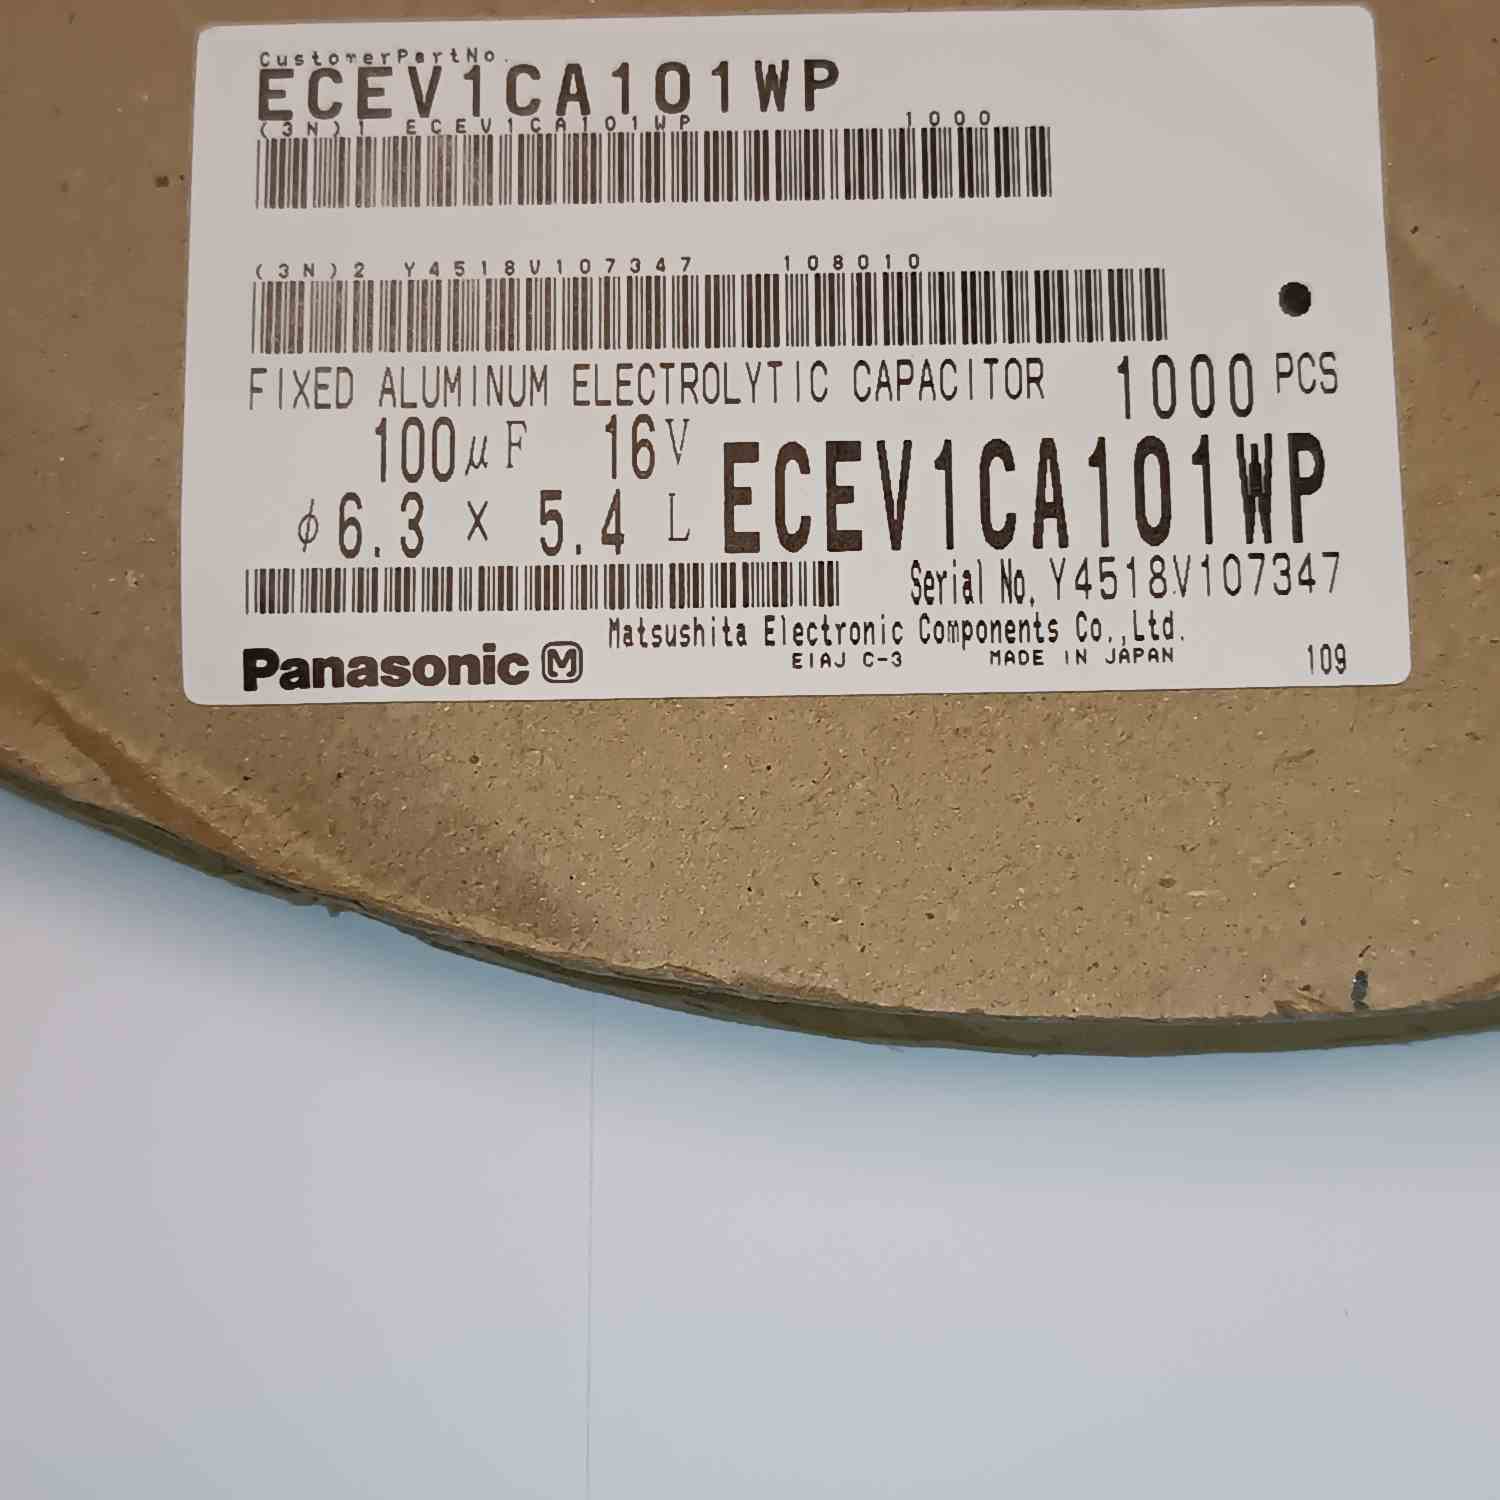 CustomerPartNo.
ECEV1CA101WP
(3N)1 ECEV1CA101WP 1000
(3N)2 Y4518V107347 108010
FIXED ALUMINUM ELECTROLYTIC CAPACITOR 1000 PCS
100μF 16V
ECEV1CA101WP
φ6.3 × 5.4 L
Serial No. Y4518V107347
Matsushita Electronic Components Co.,Ltd.
Panasonic M
EIAJ C-3 MADE IN JAPAN 109